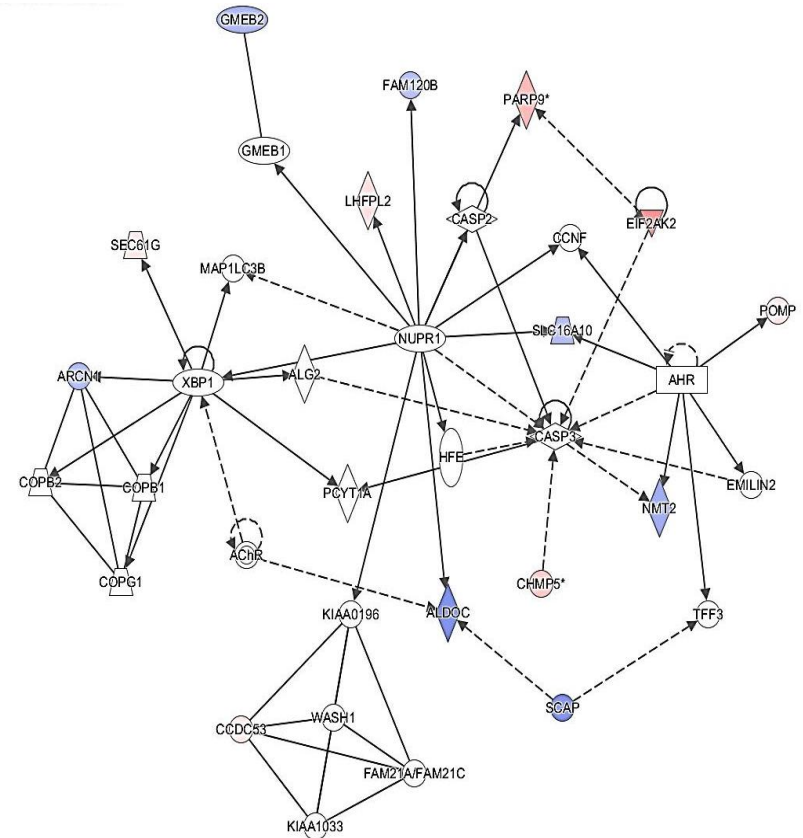 GMEB2
FAM120B
PARP9*
GMEB1
LHFPL2
CASP2
EIF2AK2
SEC61G
CCNF
MAP1LC3B
POMP
SLC16A10
NUPR1
ARCN1
XBP1
ALG2
AHR
CASP3
HFE
COPB2
COPB1
PCYT1A
EMILIN2
NMT2
AChR
COPG1
CHMP5*
KIAA0196
ALDOC
TFF3
SCAP
WASH1
CCDC53
FAM21A/FAM21C
KIAA1033